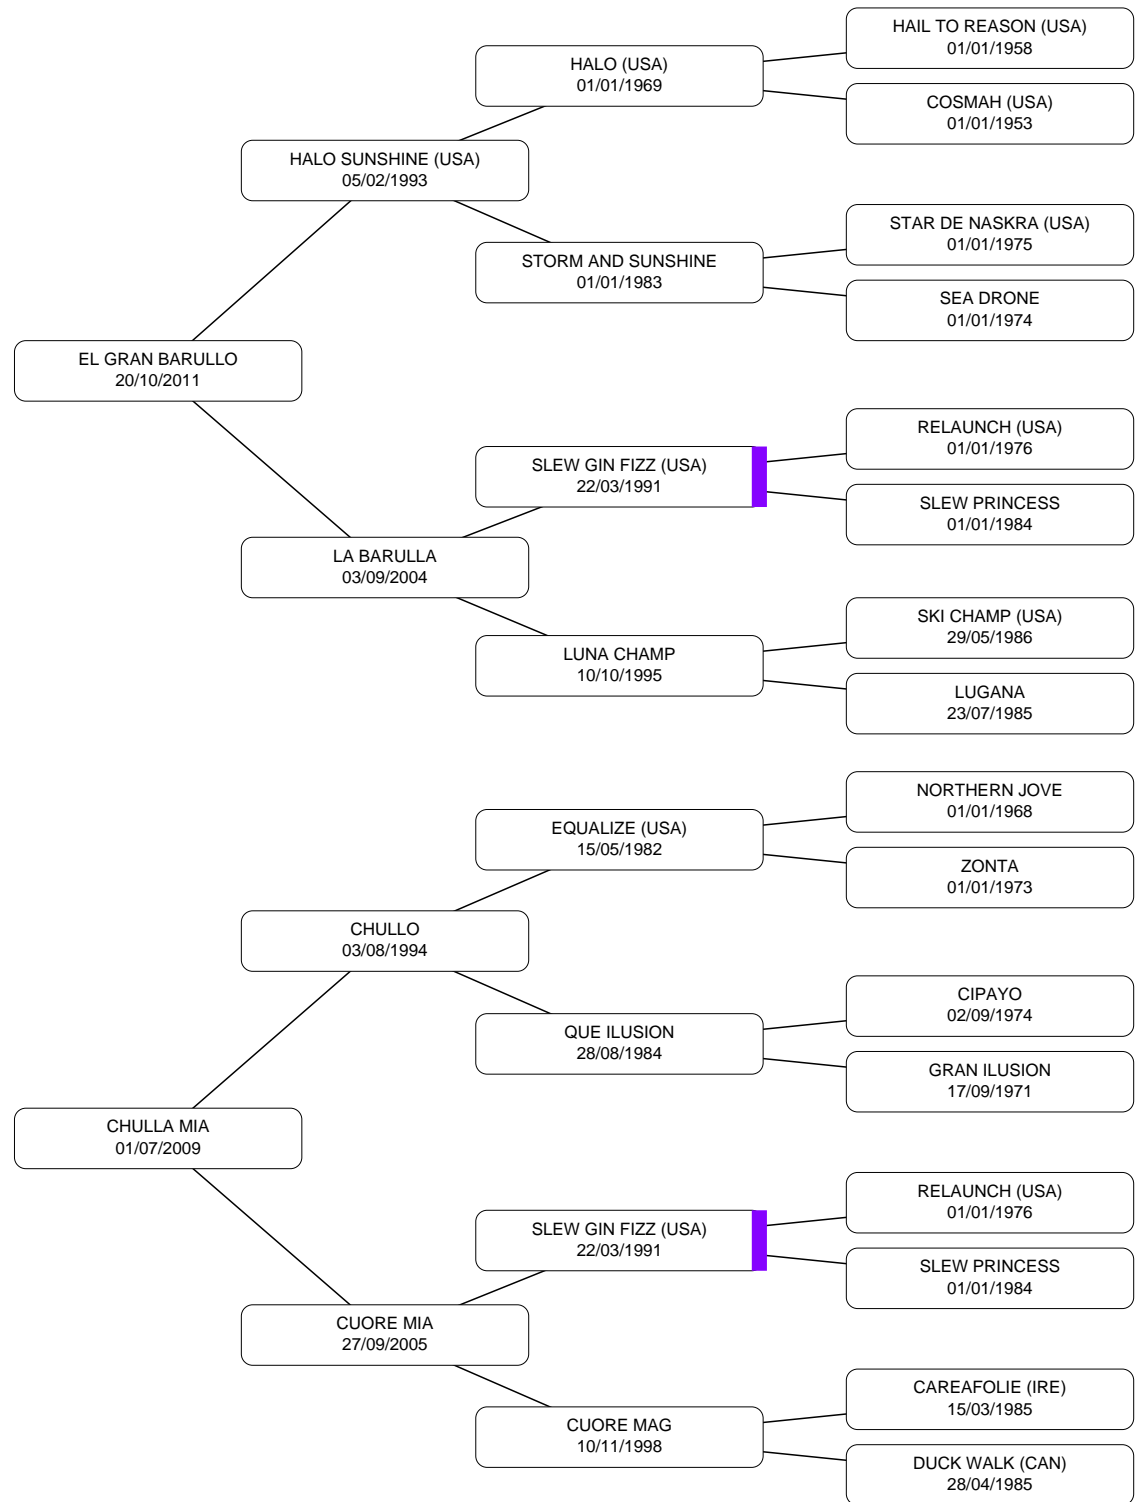 HAIL TO REASON (USA)
01/01/1958
HALO (USA)
01/01/1969
COSMAH (USA)
01/01/1953
HALO SUNSHINE (USA)
05/02/1993
STAR DE NASKRA (USA)
01/01/1975
STORM AND SUNSHINE
01/01/1983
SEA DRONE
01/01/1974
EL GRAN BARULLO
20/10/2011
RELAUNCH (USA)
01/01/1976
SLEW GIN FIZZ (USA)
22/03/1991
SLEW PRINCESS
01/01/1984
LA BARULLA
03/09/2004
SKI CHAMP (USA)
29/05/1986
LUNA CHAMP
10/10/1995
LUGANA
23/07/1985
NORTHERN JOVE
01/01/1968
EQUALIZE (USA)
15/05/1982
ZONTA
01/01/1973
CHULLO
03/08/1994
CIPAYO
02/09/1974
QUE ILUSION
28/08/1984
GRAN ILUSION
17/09/1971
CHULLA MIA
01/07/2009
RELAUNCH (USA)
01/01/1976
SLEW GIN FIZZ (USA)
22/03/1991
SLEW PRINCESS
01/01/1984
CUORE MIA
27/09/2005
CAREAFOLIE (IRE)
15/03/1985
CUORE MAG
10/11/1998
DUCK WALK (CAN)
28/04/1985